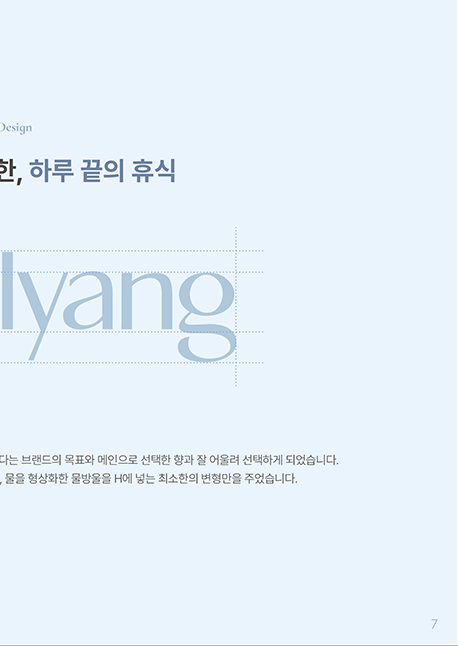 Design
한, 하루 끝의 휴식
lyang
다는 브랜드의 목표와 메인으로 선택한 향과 잘 어울려 선택하게 되었습니다.
, 물을 형상화한 물방울을 H에 넣는 최소한의 변형만을 주었습니다.
7